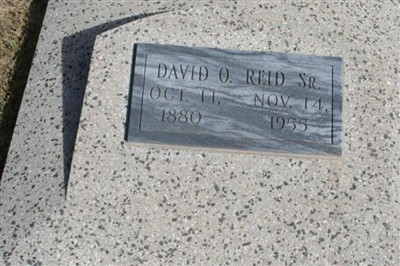 DAVID O. REID SR.
OCT. 11, NOV. 14,
1880 1955